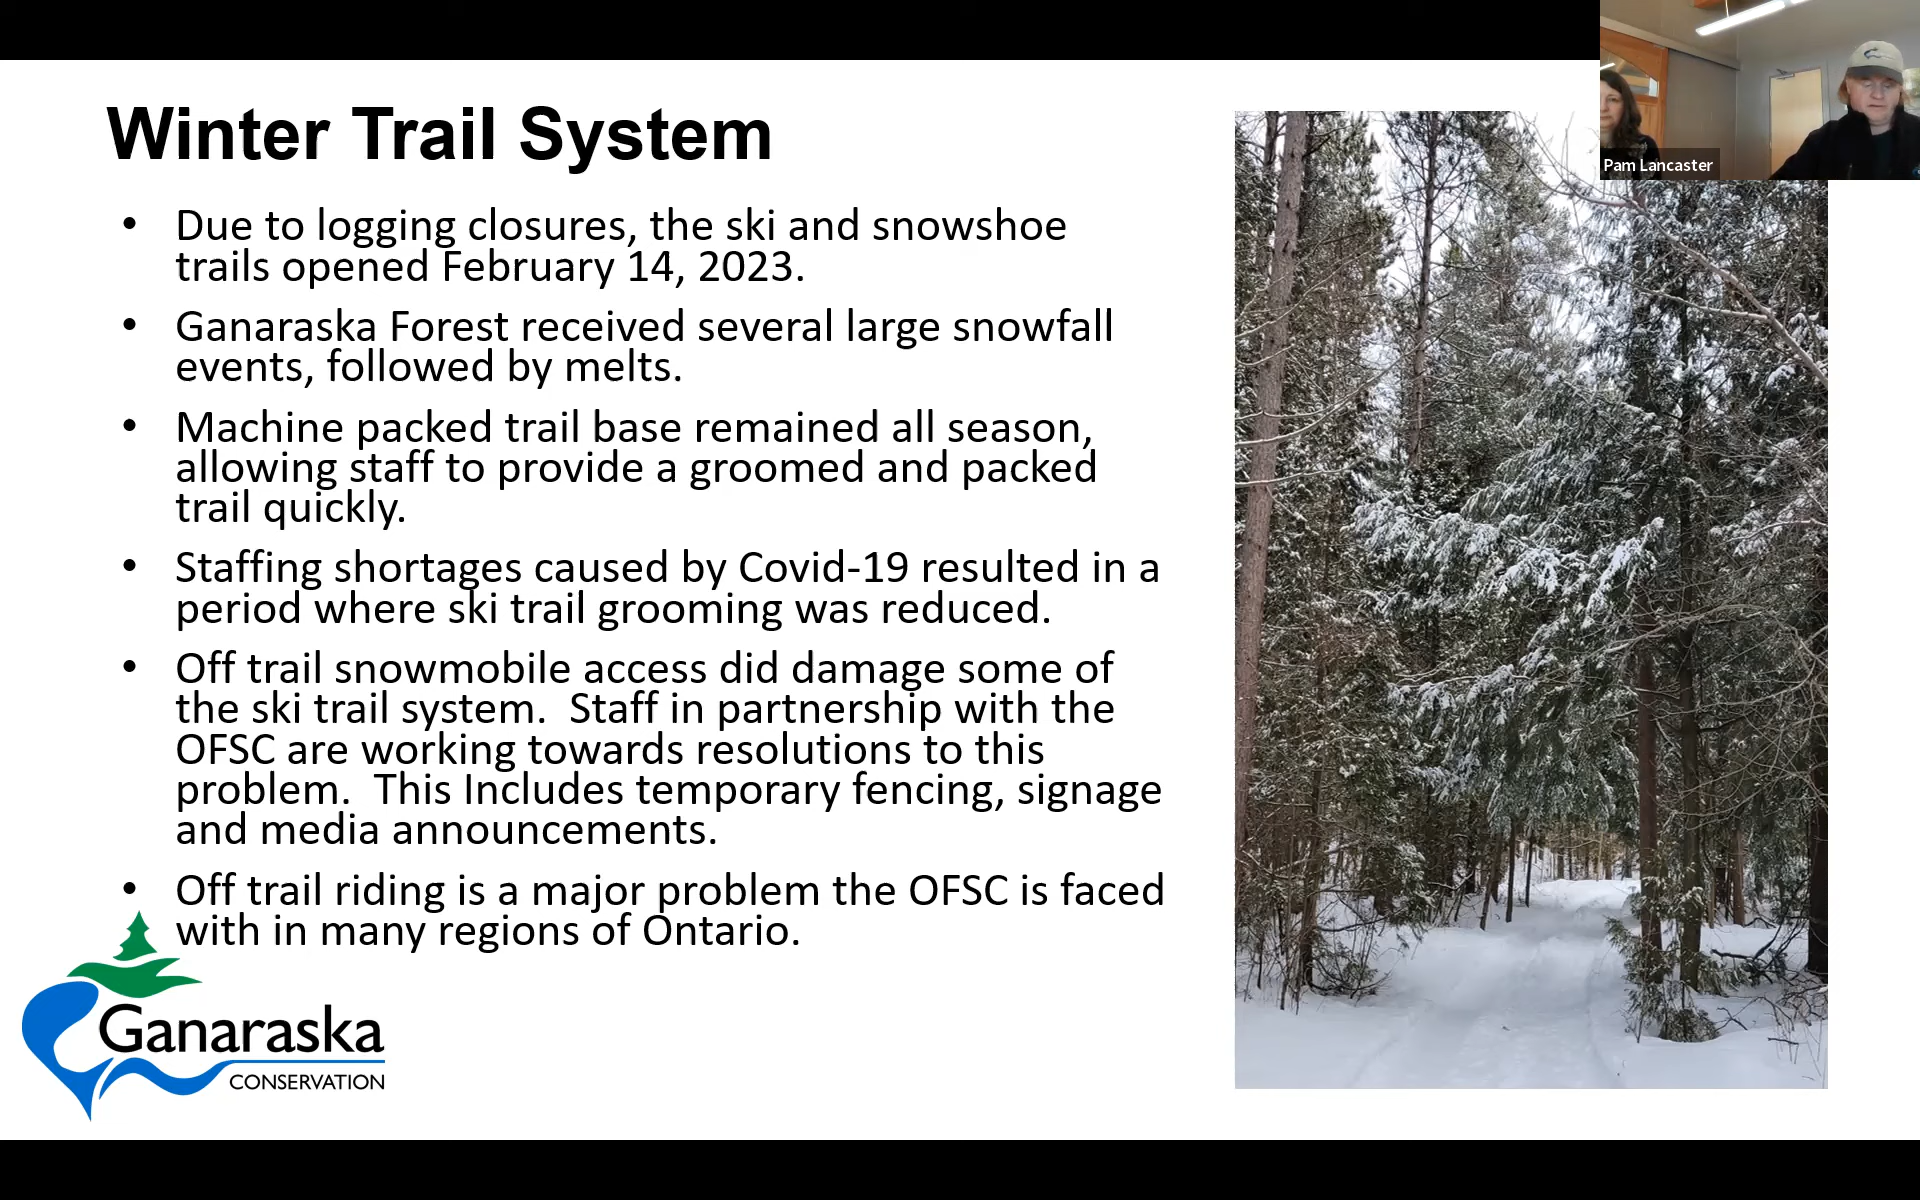 Winter Trail System
Pam Lancaster
• Due to logging closures, the ski and snowshoe
trails opened February 14, 2023.
• Ganaraska Forest received several large snowfall
events, followed by melts.
• Machine packed trail base remained all season,
allowing staff to provide a groomed and packed
trail quickly.
• Staffing shortages caused by Covid-19 resulted in a
period where ski trail grooming was reduced.
• Off trail snowmobile access did damage some of
the ski trail system.  Staff in partnership with the
OFSC are working towards resolutions to this
problem.  This Includes temporary fencing, signage
and media announcements.
• Off trail riding is a major problem the OFSC is faced
with in many regions of Ontario.
Ganaraska
CONSERVATION